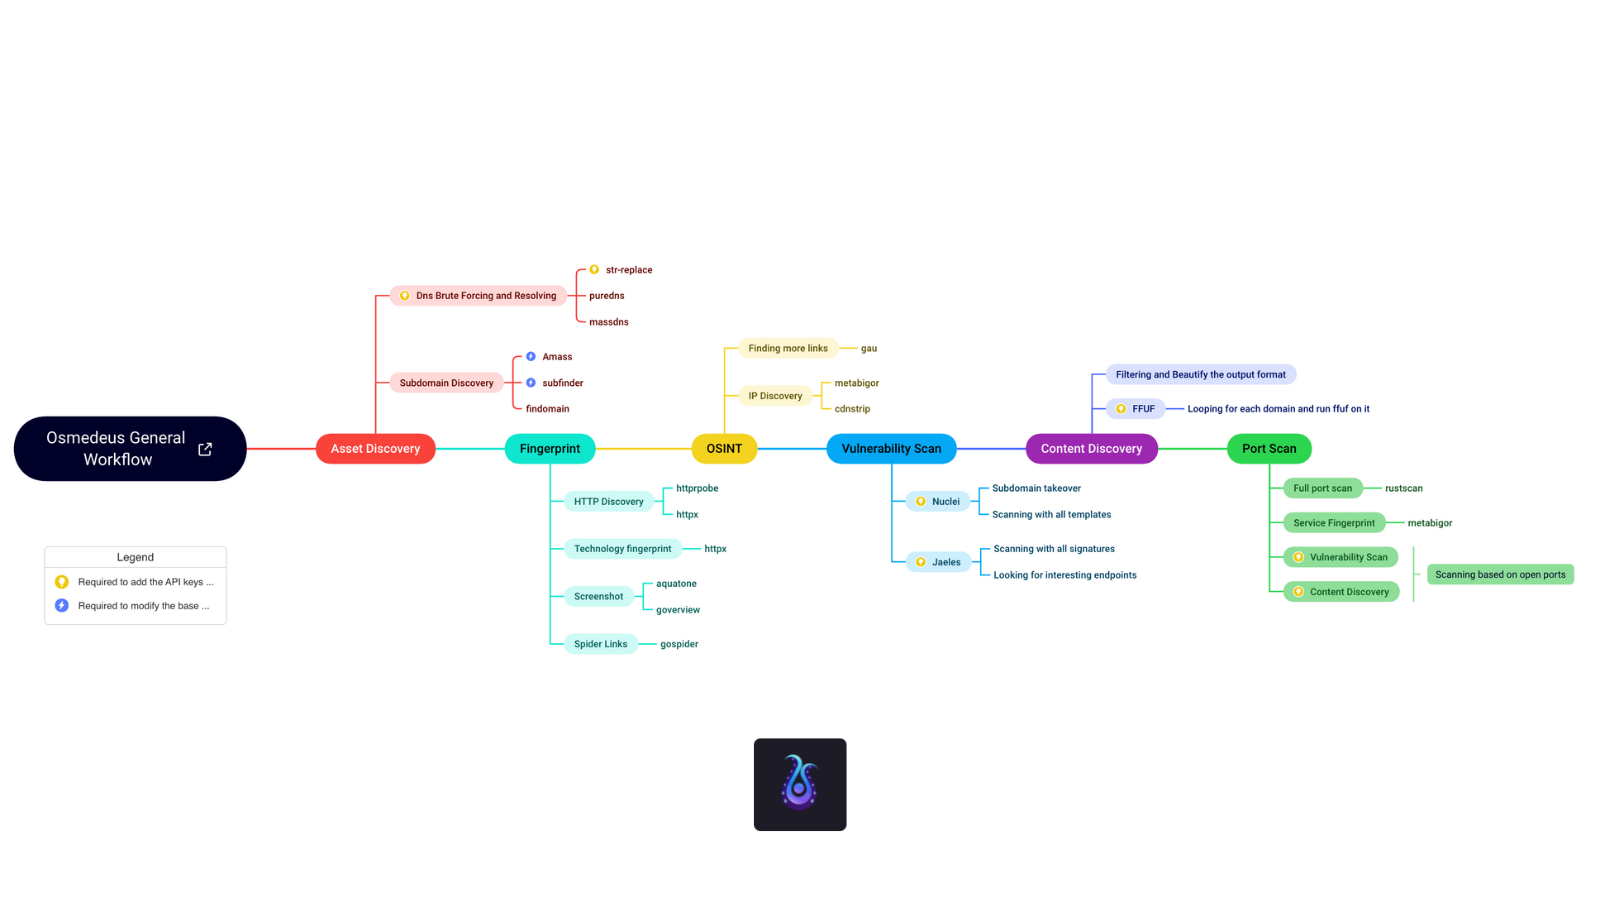 Osmedeus General
Workflow
Asset Discovery
Dns Brute Forcing and Resolving
str-replace
puredns
massdns
Subdomain Discovery
Amass
subfinder
findomain
Fingerprint
HTTP Discovery
httprpobe
httpx
Technology fingerprint
httpx
Screenshot
aquatone
goverview
Spider Links
gospider
OSINT
Finding more links
gau
IP Discovery
metabigor
cdnstrip
Vulnerability Scan
Nuclei
Subdomain takeover
Scanning with all templates
Jaeles
Scanning with all signatures
Looking for interesting endpoints
Content Discovery
Filtering and Beautify the output format
FFUF
Looping for each domain and run ffuf on it
Port Scan
Full port scan
rustscan
Service Fingerprint
metabigor
Vulnerability Scan
Content Discovery
Scanning based on open ports
Legend
Required to add the API keys ...
Required to modify the base ...